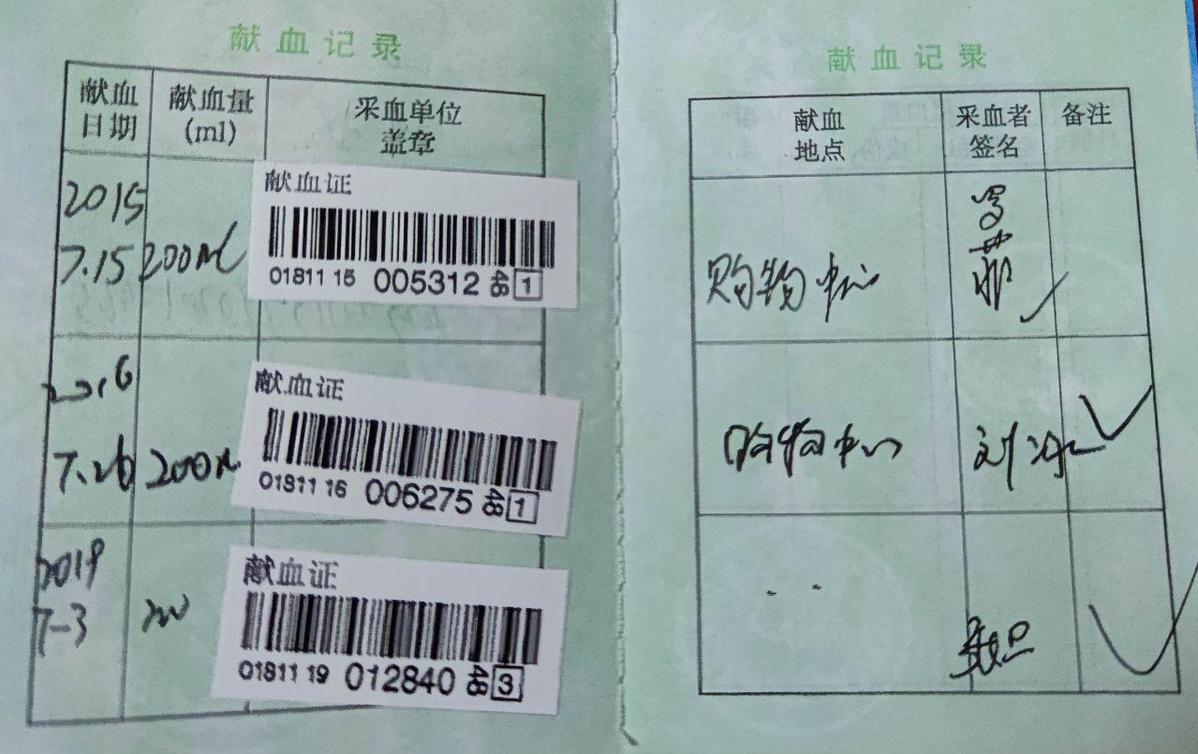 献血记录
献血
日期
献血量
(ml)
采血单位
盖章
2015
7.15
200ml
献血证
01811 15 005312 1
2016
7.26
200ml
献血证
01811 16 006275 1
2019
7-3
献血证
01811 19 012840 3
献血记录
献血
地点
采血者
签名
备注
购物中心
购物中心
刘